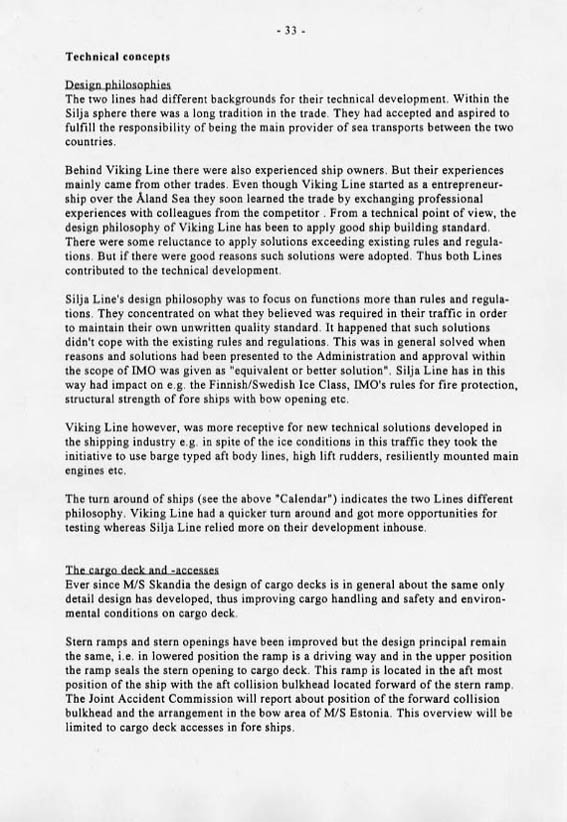 - 33 -
Technical concepts
Design philosophies
The two lines had different backgrounds for their technical development. Within the
Silja sphere there was a long tradition in the trade. They had accepted and aspired to
fulfill the responsibility of being the main provider of sea transports between the two
countries.
Behind Viking Line there were also experienced ship owners. But their experiences
mainly came from other trades. Even though Viking Line started as a entrepreneur-
ship over the Åland Sea they soon learned the trade by exchanging professional
experiences with colleagues from the competitor . From a technical point of view, the
design philosophy of Viking Line has been to apply good ship building standard.
There were some reluctance to apply solutions exceeding existing rules and regula-
tions. But if there were good reasons such solutions were adopted. Thus both Lines
contributed to the technical development.
Silja Line's design philosophy was to focus on functions more than rules and regula-
tions. They concentrated on what they believed was required in their traffic in order
to maintain their own unwritten quality standard. It happened that such solutions
didn't cope with the existing rules and regulations. This was in general solved when
reasons and solutions had been presented to the Administration and approval within
the scope of IMO was given as "equivalent or better solution". Silja Line has in this
way had impact on e.g. the Finnish/Swedish Ice Class, IMO's rules for fire protection,
structural strength of fore ships with bow opening etc.
Viking Line however, was more receptive for new technical solutions developed in
the shipping industry e.g. in spite of the ice conditions in this traffic they took the
initiative to use barge typed aft body lines, high lift rudders, resiliently mounted main
engines etc.
The turn around of ships (see the above "Calendar") indicates the two Lines different
philosophy. Viking Line had a quicker turn around and got more opportunities for
testing whereas Silja Line relied more on their development inhouse.
The cargo deck and -accesses
Ever since M/S Skandia the design of cargo decks is in general about the same only
detail design has developed, thus improving cargo handling and safety and environ-
mental conditions on cargo deck.
Stern ramps and stern openings have been improved but the design principal remain
the same, i.e. in lowered position the ramp is a driving way and in the upper position
the ramp seals the stern opening to cargo deck. This ramp is located in the aft most
position of the ship with the aft collision bulkhead located forward of the stern ramp.
The Joint Accident Commission will report about position of the forward collision
bulkhead and the arrangement in the bow area of M/S Estonia. This overview will be
limited to cargo deck accesses in fore ships.